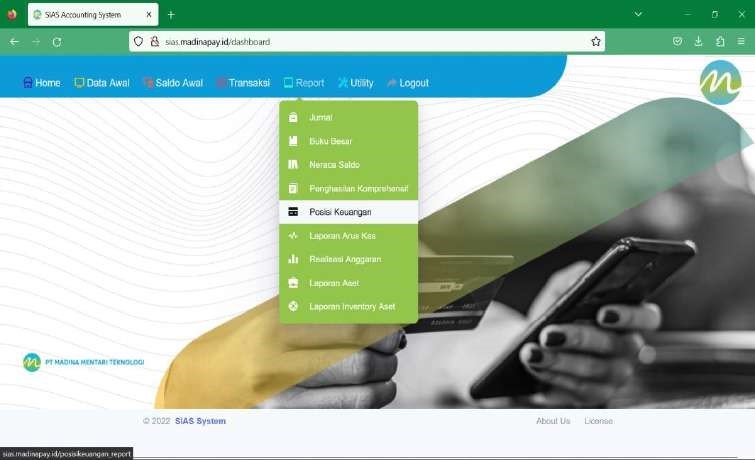 SiAS Accounting System
sias.madinapay.id/dashboard
Home Data Awal Saldo Awal Transaksi Report Utility Logout
Jurnal
Buku Besar
Neraca Saldo
Penghasilan Komprehensif
Posisi Keuangan
Laporan Arus Kas
Realisasi Anggaran
Laporan Aset
Laporan Inventory Aset
PT MADINA MENTARI TEKNOLOGI
© 2022 SiAS System About Us License
sias.madinapay.id/posisikeuangan_report